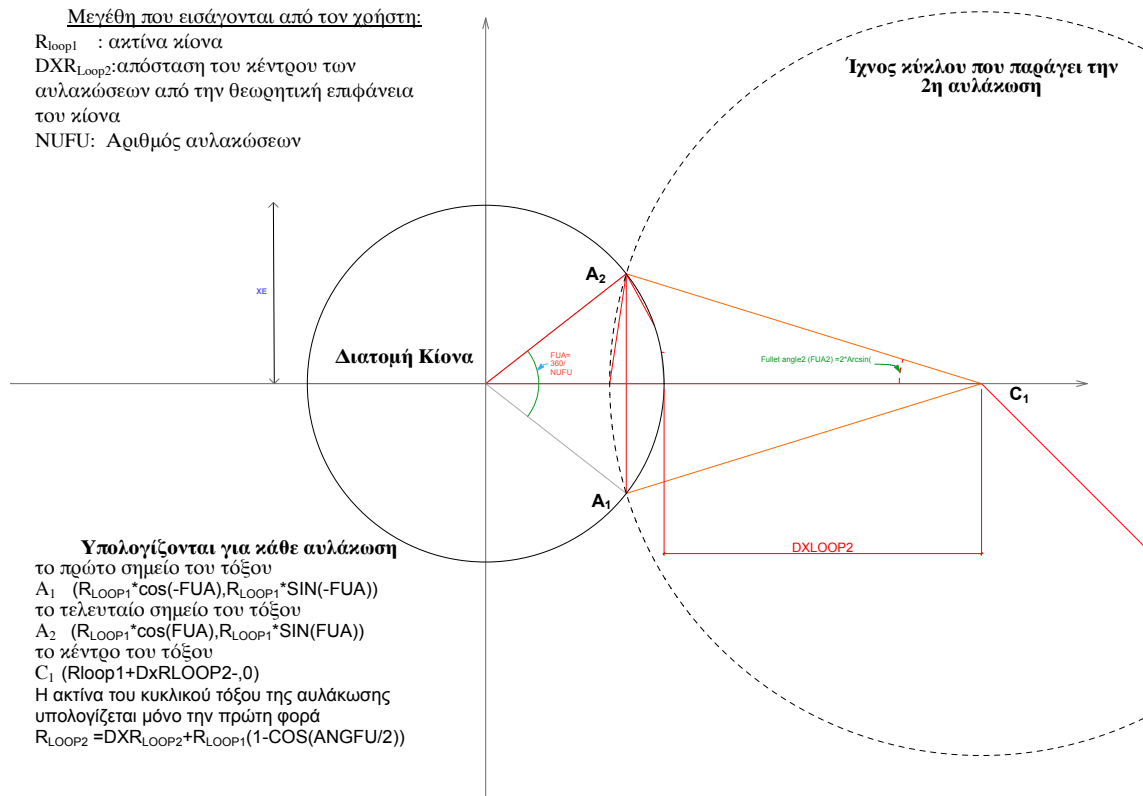 Μεγέθη που εισάγονται από τον χρήστη:
Rloop1 : ακτίνα κίονα
DXRLoop2:απόσταση του κέντρου των
αυλακώσεων από την θεωρητική επιφάνεια
του κίονα
NUFU: Αριθμός αυλακώσεων
Ίχνος κύκλου που παράγει την
2η αυλάκωση
XE
A2
Διατομή Κίονα
FUA=
360/
NUFU
Fullet angle2 (FUA2) =2*Arcsin(
C1
A1
DXLOOP2
Υπολογίζονται για κάθε αυλάκωση
το πρώτο σημείο του τόξου
A1 (RLOOP1*cos(-FUA),RLOOP1*SIN(-FUA))
το τελευταίο σημείο του τόξου
A2 (RLOOP1*cos(FUA),RLOOP1*SIN(FUA))
το κέντρο του τόξου
C1 (Rloop1+DxRLOOP2-,0)
Η ακτίνα του κυκλικού τόξου της αυλάκωσης
υπολογίζεται μόνο την πρώτη φορά
RLOOP2 =DXRLOOP2+RLOOP1(1-COS(ANGFU/2))